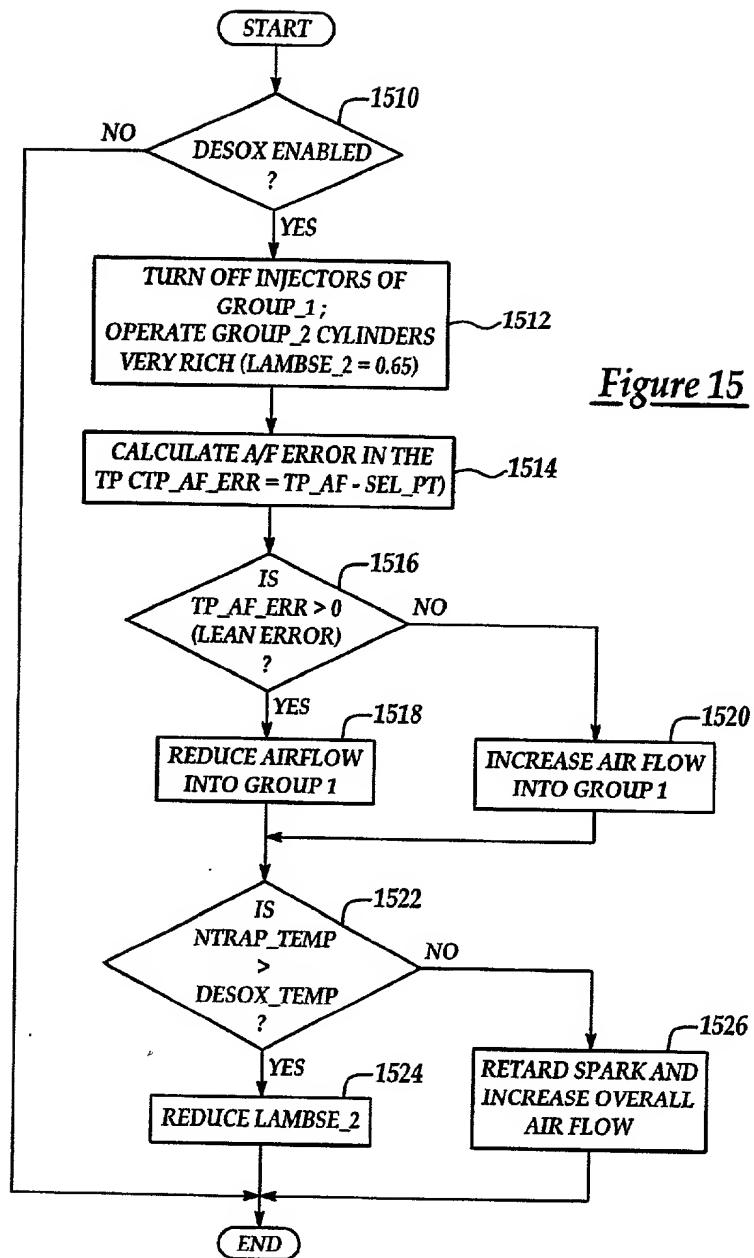 START
1510
NO
DESOX ENABLED
?
YES
TURN OFF INJECTORS OF
GROUP_1 ;
OPERATE GROUP_2 CYLINDERS
VERY RICH (LAMBSE_2 = 0.65)
1512
Figure 15
CALCULATE A/F ERROR IN THE
TP CTP_AF_ERR = TP_AF - SEL_PT)
1514
1516
IS
TP_AF_ERR > 0
(LEAN ERROR)
?
NO
YES
1518
REDUCE AIRFLOW
INTO GROUP 1
1520
INCREASE AIR FLOW
INTO GROUP 1
1522
IS
NTRAP_TEMP
>
DESOX_TEMP
?
NO
YES
1524
REDUCE LAMBSE_2
1526
RETARD SPARK AND
INCREASE OVERALL
AIR FLOW
END